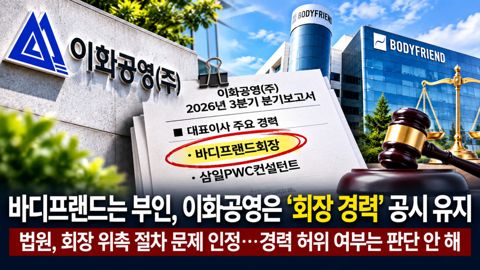 이화공영(주)
BODYFRIEND
BODYFRIEND
이화공영(주)
2026년 3분기 분기보고서
■ 대표이사 주요 경력
· 바디프랜드회장
· 삼일PWC컨설턴트
바디프랜드는 부인, 이화공영은 ‘회장 경력’ 공시 유지
법원, 회장 위촉 절차 문제 인정···경력 허위 여부는 판단 안 해